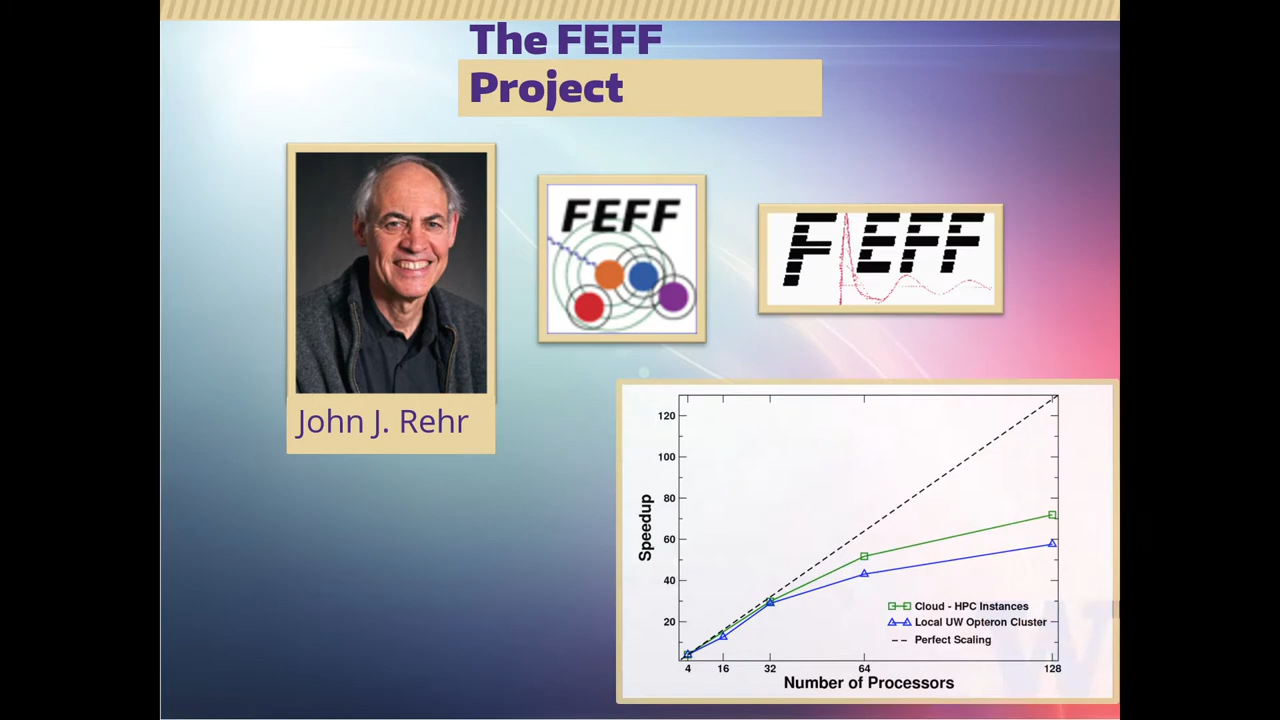 The FEFF
Project
FEFF
FEFF
John J. Rehr
120
100
80
60
40
20
Speedup
Cloud - HPC Instances
Local UW Opteron Cluster
Perfect Scaling
4 16 32 64 128
Number of Processors